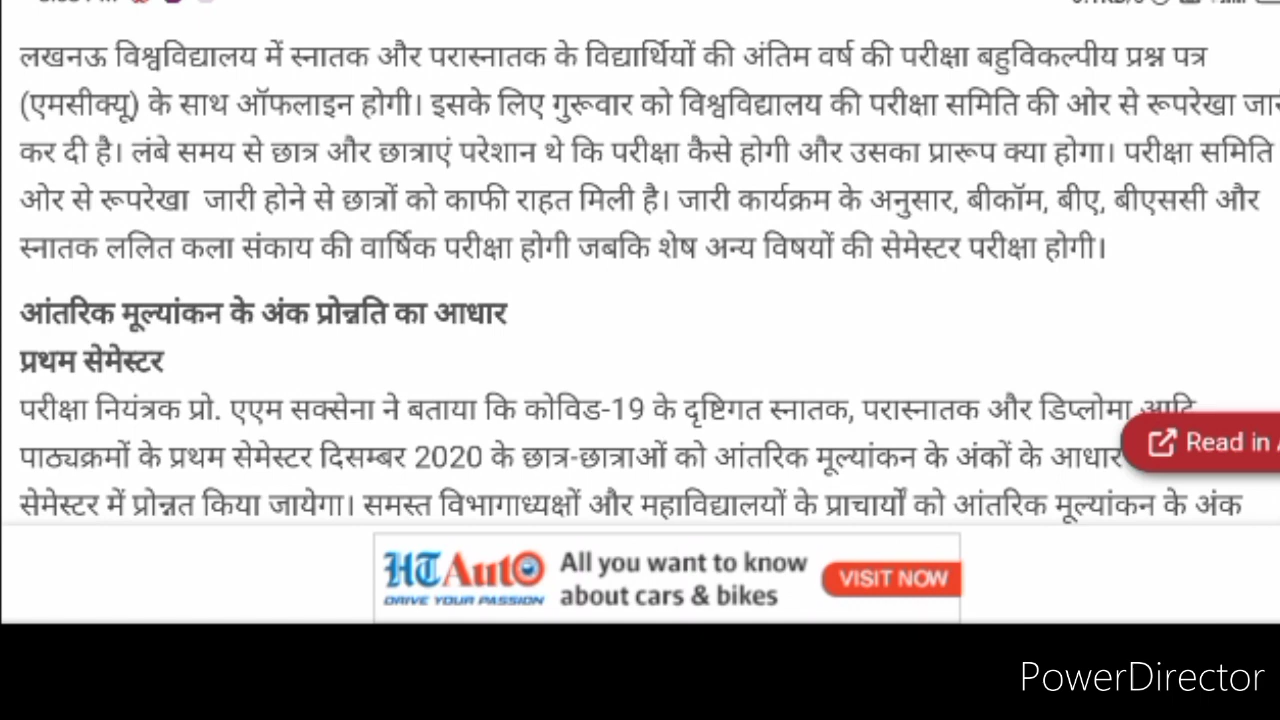 लखनऊ विश्वविद्यालय में स्नातक और परास्नातक के विद्यार्थियों की अंतिम वर्ष की परीक्षा बहुविकल्पीय प्रश्न पत्र
(एमसीक्यू) के साथ ऑफलाइन होगी। इसके लिए गुरूवार को विश्वविद्यालय की परीक्षा समिति की ओर से रूपरेखा
कर दी है। लंबे समय से छात्र और छात्राएं परेशान थे कि परीक्षा कैसे होगी और उसका प्रारूप क्या होगा। परीक्षा समिति
ओर से रूपरेखा जारी होने से छात्रों को काफी राहत मिली है। जारी कार्यक्रम के अनुसार, बीकॉम, बीए, बीएससी और
स्नातक ललित कला संकाय की वार्षिक परीक्षा होगी जबकि शेष अन्य विषयों की सेमेस्टर परीक्षा होगी।
आंतरिक मूल्यांकन के अंक प्रोन्नति का आधार
प्रथम सेमेस्टर
परीक्षा नियंत्रक प्रो. एएम सक्सेना ने बताया कि कोविड-19 के दृष्टिगत स्नातक, परास्नातक और डिप्लोमा
पाठ्यक्रमों के प्रथम सेमेस्टर दिसम्बर 2020 के छात्र-छात्राओं को आंतरिक मूल्यांकन के अंकों के आधार
Read in
सेमेस्टर में प्रोन्नत किया जायेगा। समस्त विभागाध्यक्षों और महाविद्यालयों के प्राचार्यों को आंतरिक मूल्यांकन के अंक
HT Auto
DRIVE YOUR PASSION
All you want to know
about cars & bikes
VISIT NOW
PowerDirector